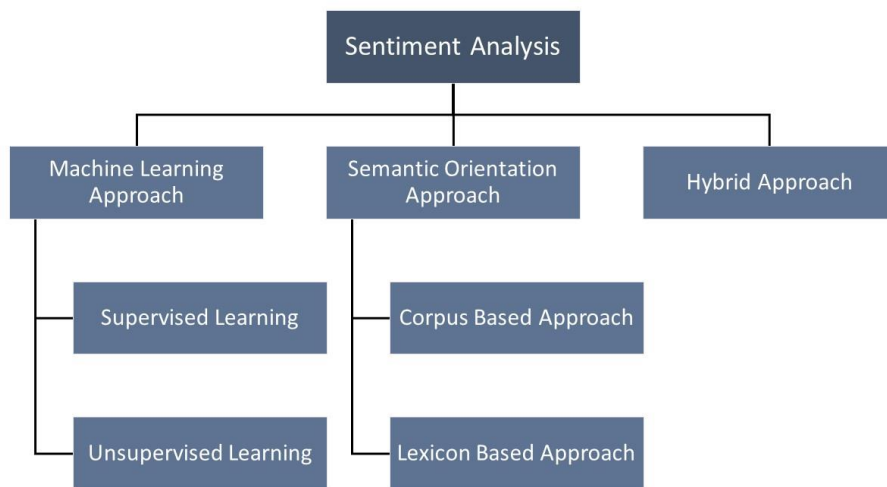 Sentiment Analysis
Machine Learning
Approach
Semantic Orientation
Approach
Hybrid Approach
Supervised Learning
Corpus Based Approach
Unsupervised Learning
Lexicon Based Approach